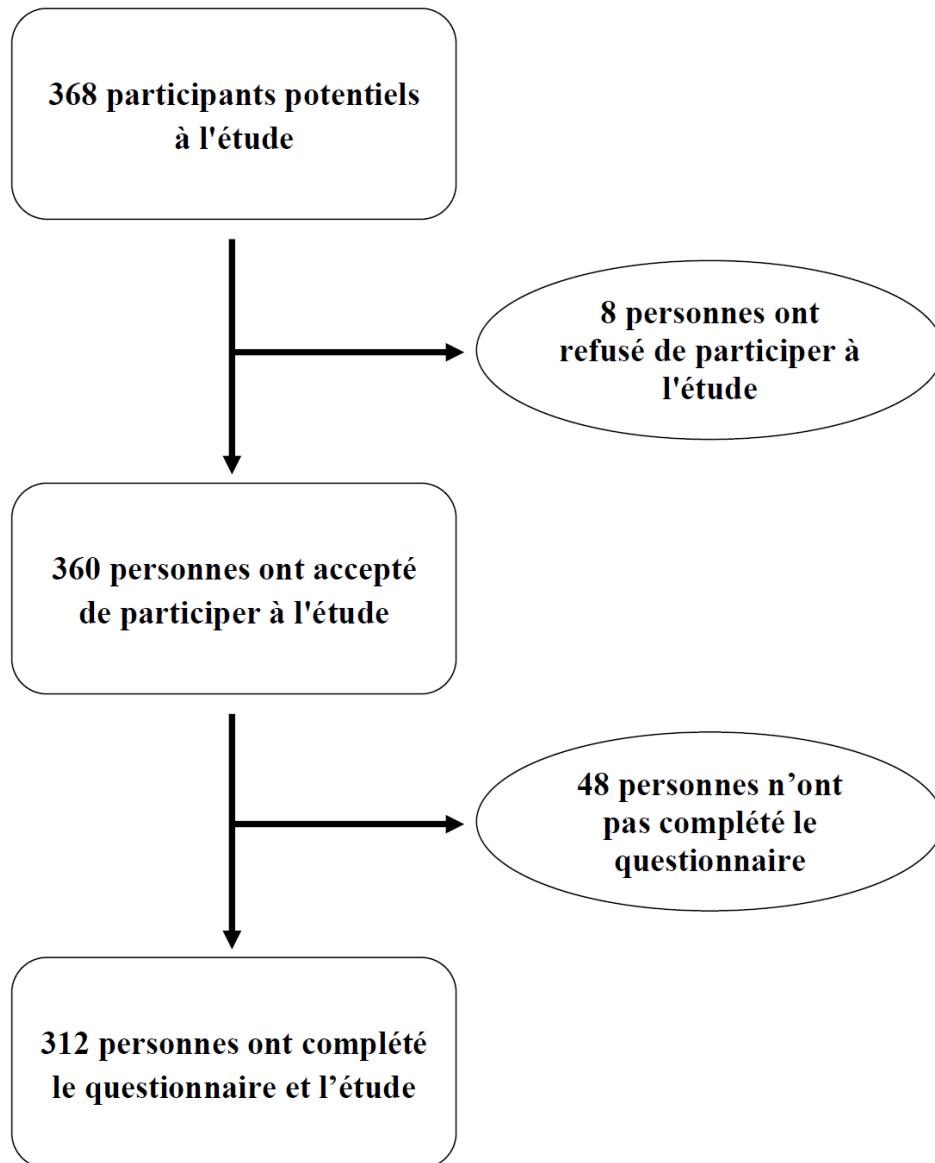 368 participants potentiels
à l'étude
8 personnes ont
refusé de participer à
l'étude
360 personnes ont accepté
de participer à l'étude
48 personnes n’ont
pas complété le
questionnaire
312 personnes ont complété
le questionnaire et l’étude